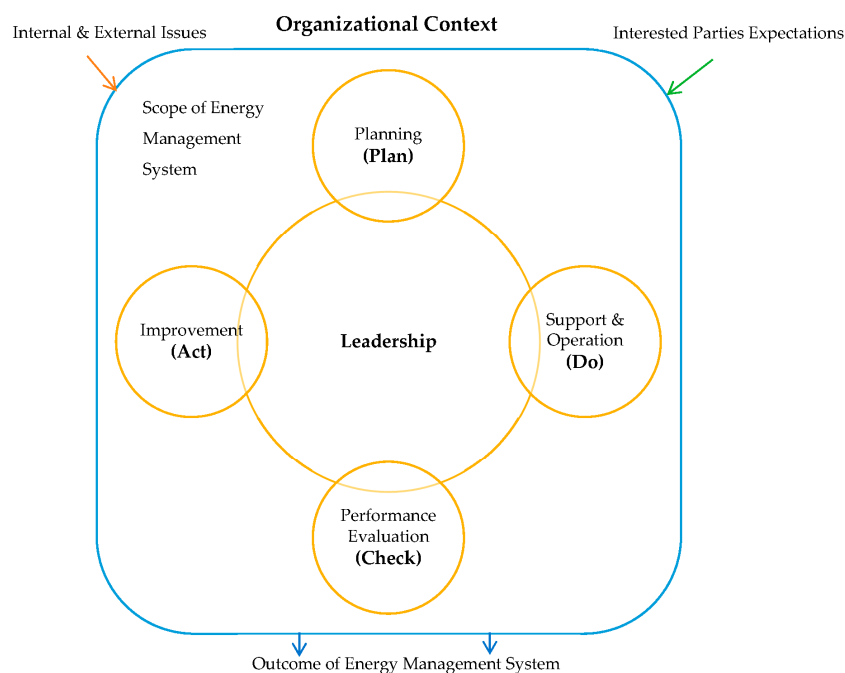 Organizational Context
Internal & External Issues
Interested Parties Expectations
Scope of Energy
Management
System
Planning
(Plan)
Improvement
(Act)
Leadership
Support &
Operation
(Do)
Performance
Evaluation
(Check)
Outcome of Energy Management System